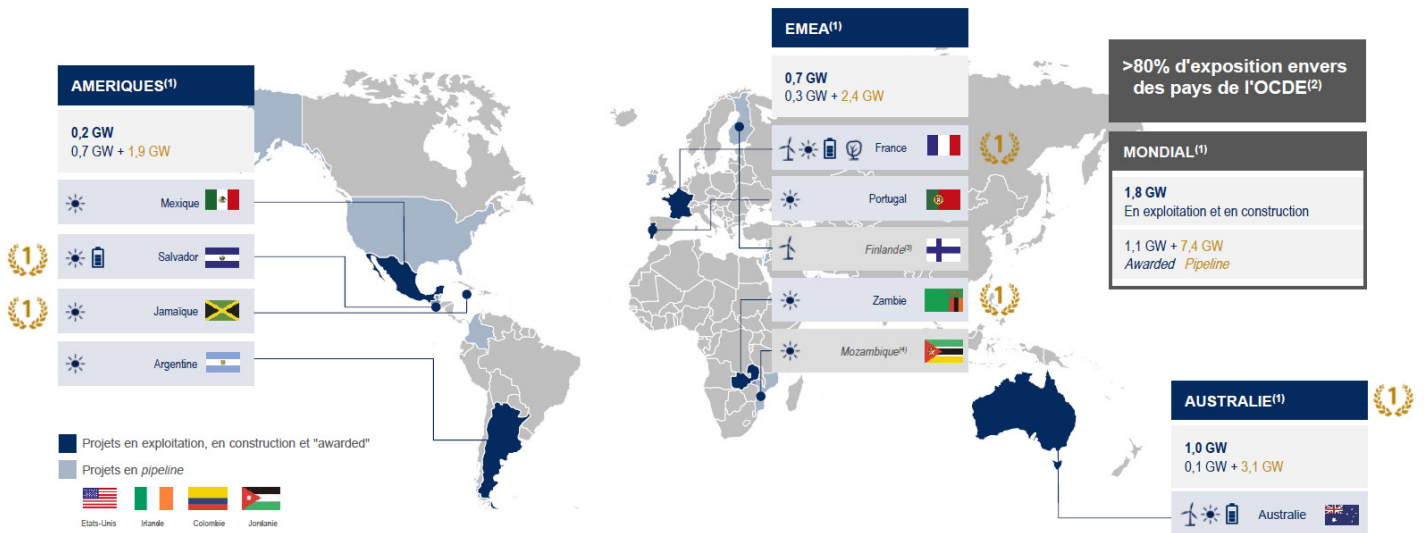 AMERIQUES(1)
0,2 GW
0,7 GW + 1,9 GW
Mexique
1
Salvador
1
Jamaïque
Argentine
Projets en exploitation, en construction et "awarded"
Projets en pipeline
Etats-Unis
Irlande
Colombie
Jordanie
EMEA(1)
0,7 GW
0,3 GW + 2,4 GW
France
1
Portugal
Finlande(3)
Zambie
1
Mozambique(4)
>80% d'exposition envers
des pays de l'OCDE(2)
MONDIAL(1)
1,8 GW
En exploitation et en construction
1,1 GW + 7,4 GW
Awarded Pipeline
AUSTRALIE(1)
1
1,0 GW
0,1 GW + 3,1 GW
Australie